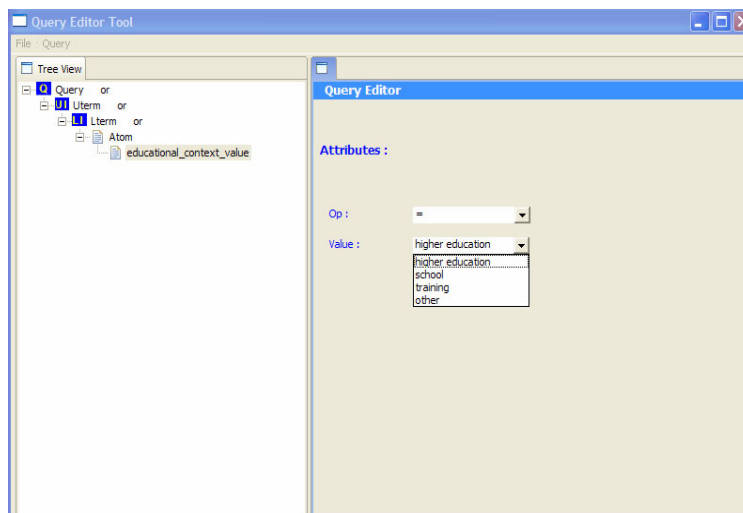 Query Editor Tool
File Query
Tree View
Q Query or
UI Uterm or
LI Lterm or
Atom
educational_context_value
Query Editor
Attributes :
Op : =
Value : higher education
higher education
school
training
other